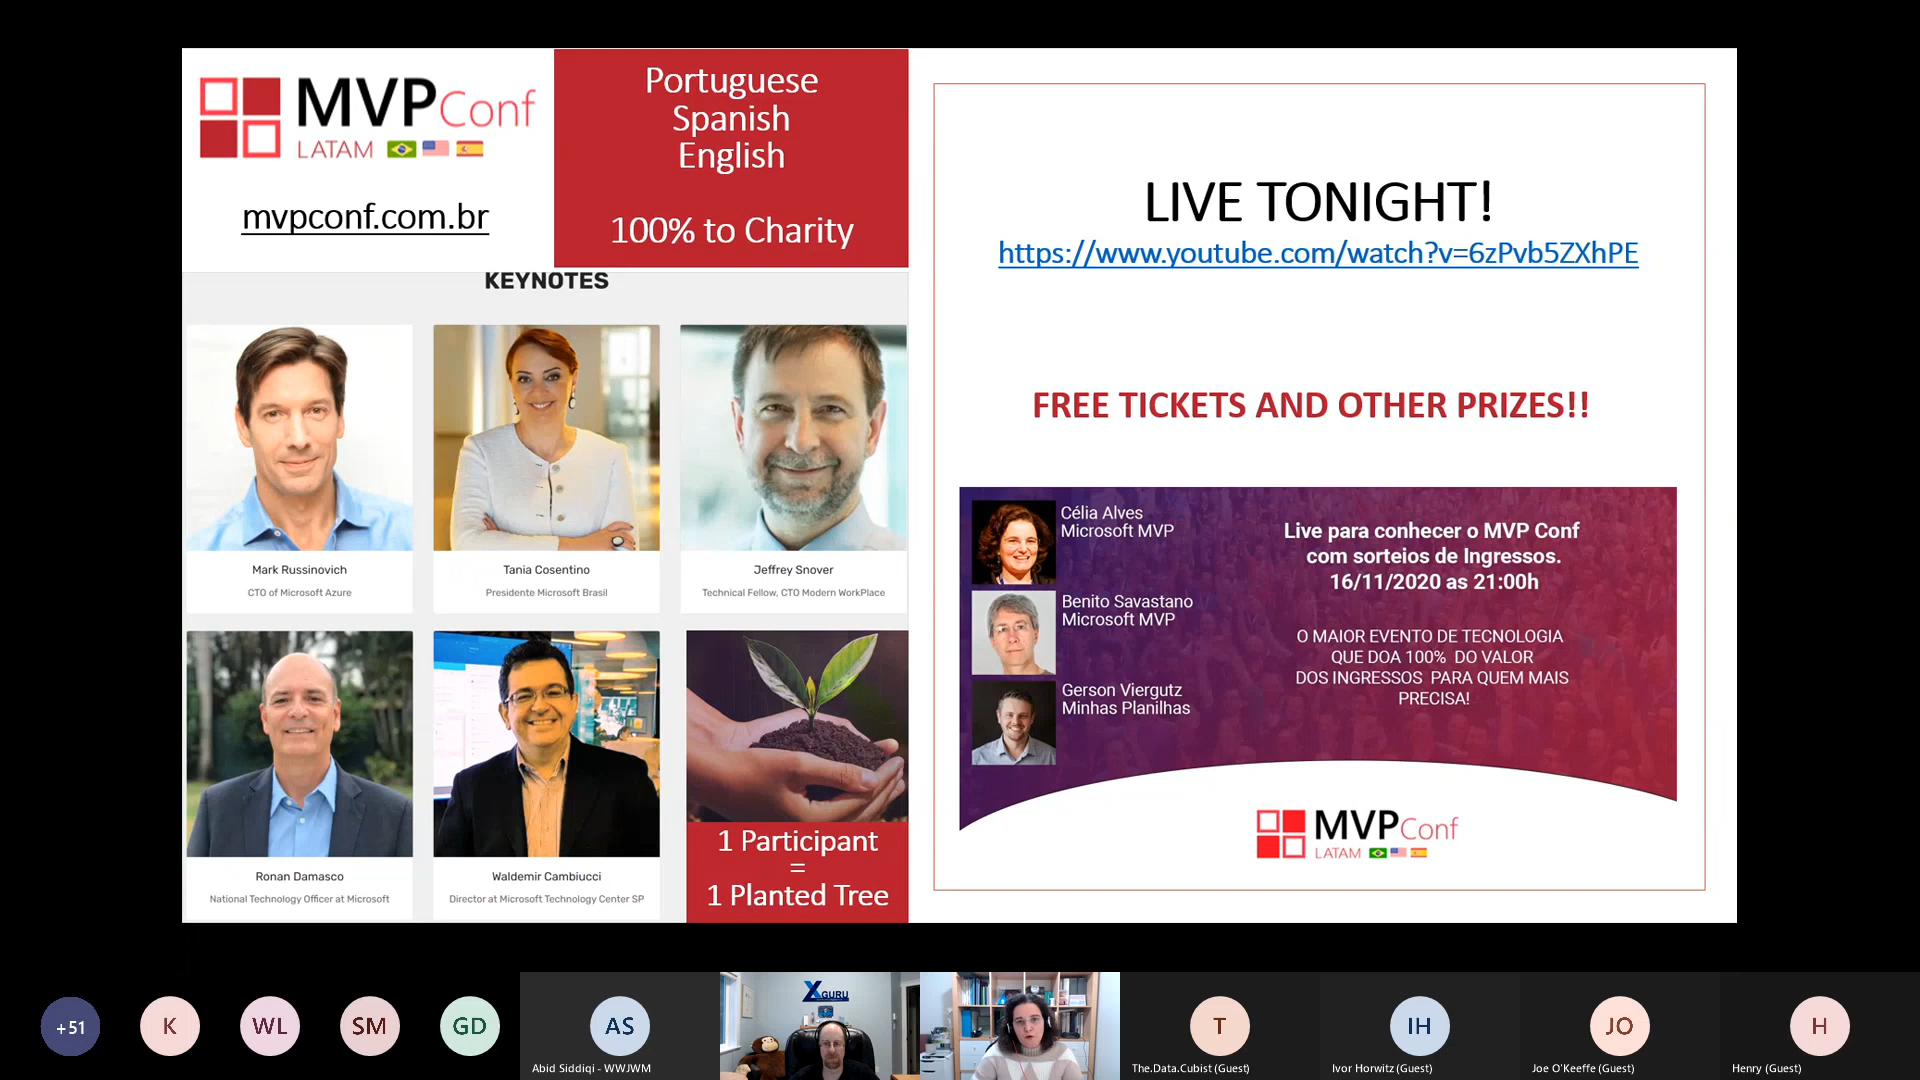 MVPConf
LATAM
mvpconf.com.br
Portuguese
Spanish
English
100% to Charity
KEYNOTES
Mark Russinovich
CTO of Microsoft Azure
Tania Cosentino
Presidente Microsoft Brasil
Jeffrey Snover
Technical Fellow, CTO Modern WorkPlace
Ronan Damasco
National Technology Officer at Microsoft
Waldemir Cambiucci
Director at Microsoft Technology Center SP
1 Participant
=
1 Planted Tree
LIVE TONIGHT!
https://www.youtube.com/watch?v=6zPvb5ZXhPE
FREE TICKETS AND OTHER PRIZES!!
Célia Alves
Microsoft MVP
Benito Savastano
Microsoft MVP
Gerson Viergutz
Minhas Planilhas
Live para conhecer o MVP Conf
com sorteios de Ingressos.
16/11/2020 as 21:00h
O MAIOR EVENTO DE TECNOLOGIA
QUE DOA 100% DO VALOR
DOS INGRESSOS PARA QUEM MAIS
PRECISA!
MVPConf
LATAM
+51
K
WL
SM
GD
AS
Abid Siddiqi - WWJWM
XLGURU
T
The.Data.Cubist (Guest)
IH
Ivor Horwitz (Guest)
JO
Joe O'Keeffe (Guest)
H
Henry (Guest)